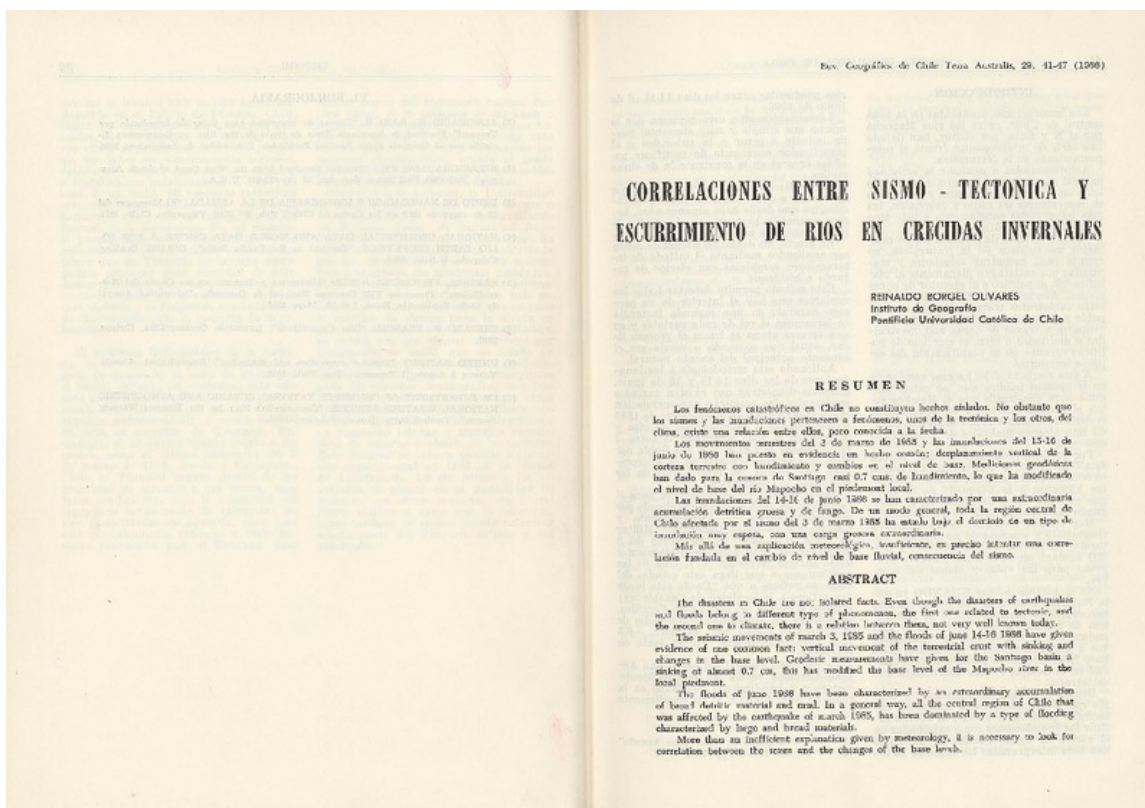 Rev. Geográfica de Chile Terra Australis, 29. 41-47 (1986)
CORRELACIONES ENTRE SISMO - TECTONICA Y
ESCURRIMIENTO DE RIOS EN CRECIDAS INVERNALES
REINALDO BORGEL OLIVARES
Instituto de Geografía
Pontificia Universidad Católica de Chile
RESUMEN
Los fenómenos catastróficos en Chile no constituyen hechos aislados. No obstante que
los sismos y las inundaciones pertenecen a fenómenos, unos de la tectónica y los otros, del
clima, existe una relación entre ellos, poco conocida a la fecha.
Los movimientos terrestres del 3 de marzo de 1985 y las inundaciones del 15-16 de
junio de 1986 han puesto en evidencia un hecho común; desplazamiento vertical de la
corteza terrestre con hundimiento y cambios en el nivel de base. Mediciones geodésicas
han dado para la cuenca de Santiago casi 0.7 cms. de hundimiento, lo que ha modificado
el nivel de base del río Mapocho en el piedemont local.
Las inundaciones del 14-16 de junio 1986 se han caracterizado por una extraordinaria
acumulación detrítica gruesa y de fango. De un modo general, toda la región central de
Chile afectada por el sismo del 3 de marzo 1985 ha estado bajo el dominio de un tipo de
inundación muy espesa, con una carga grosera extraordinaria.
Más allá de una explicación meteorológica, insuficiente, es preciso intentar una corre-
lación fundada en el cambio de nivel de base fluvial, consecuencia del sismo.
ABSTRACT
The disasters in Chile are not isolated facts. Even though the disasters of earthquakes
and floods belong to different type of phenomenon, the first one related to tectonic, and
the second one to climate, there is a relation between them, not very well known today.
The seismic movements of march 3, 1985 and the floods of june 14-16 1986 have given
evidence of one common fact: vertical movement of the terrestrial crust with sinking and
changes in the base level. Geodesic measurements have given for the Santiago basin a
sinking of almost 0.7 cm, this has modified the base level of the Mapocho river in the
local piedmont.
The floods of june 1986 have been characterized by an extraordinary accumulation
of broad detritic material and mud. In a general way, all the central region of Chile that
was affected by the earthquake of march 1985, has been dominated by a type of flooding
characterized by large and broad materials.
More than an inefficient explanation given by meteorology, it is necessary to look for
correlation between the and the changes of the base levels.